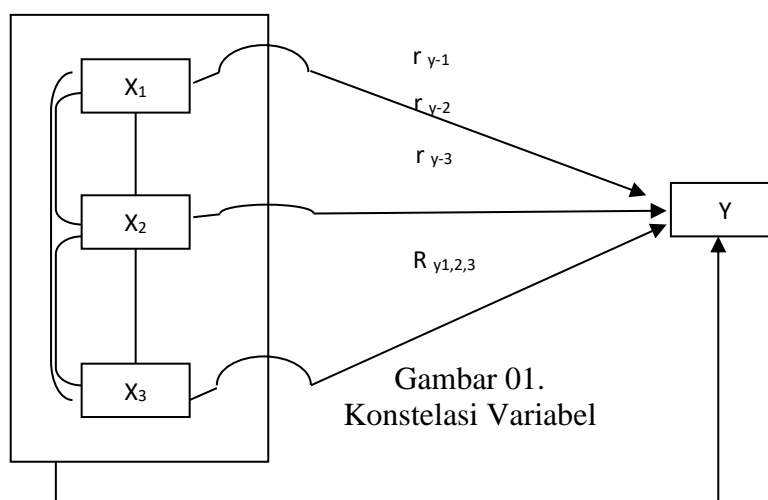 r y-1
X1
r y-2
r y-3
X2
Y
R y1,2,3
X3
Gambar 01.
Konstelasi Variabel